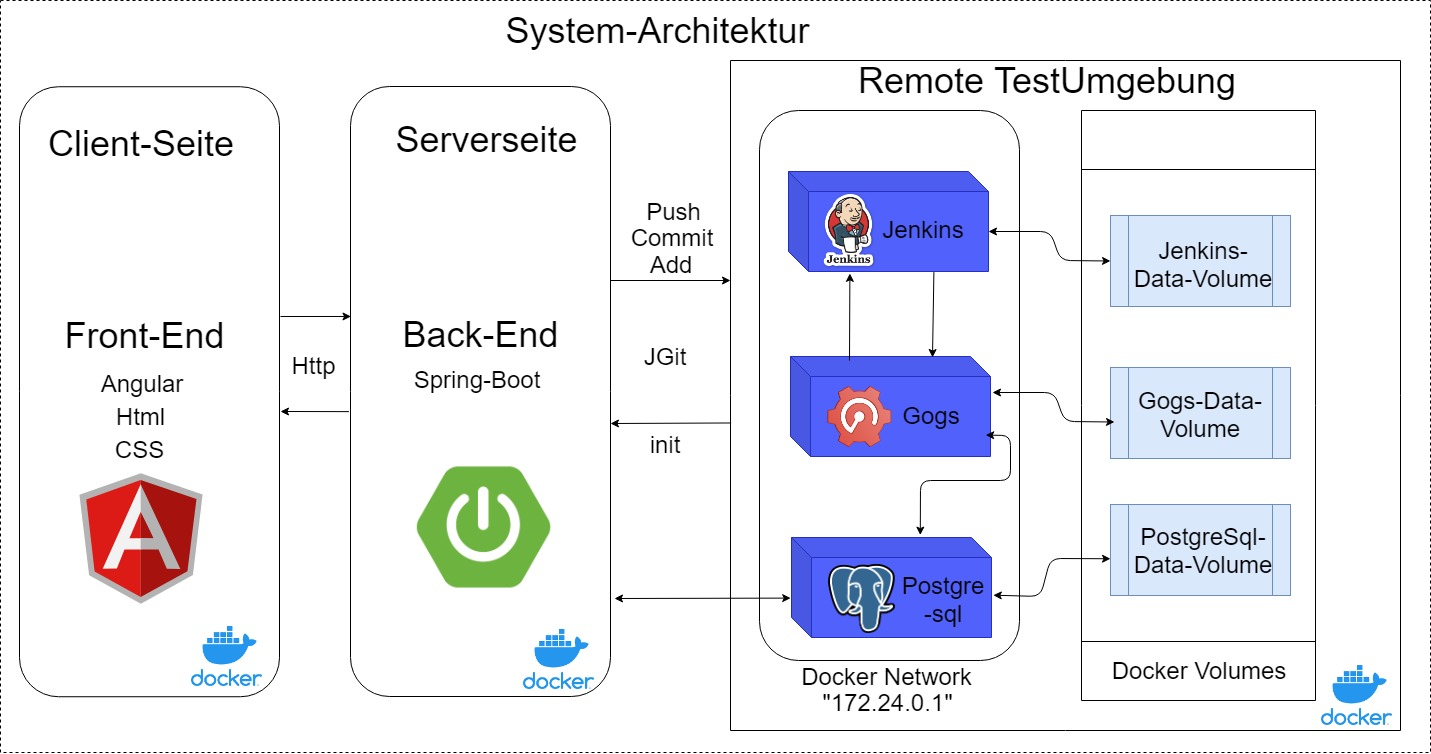 System-Architektur
Client-Seite
Front-End
Angular
Html
CSS
docker
Http
Serverseite
Back-End
Spring-Boot
docker
Push
Commit
Add
JGit
init
Remote TestUmgebung
Jenkins
Jenkins
Gogs
Postgre
-sql
Docker Network
"172.24.0.1"
Jenkins-
Data-Volume
Gogs-Data-
Volume
PostgreSql-
Data-Volume
Docker Volumes
docker